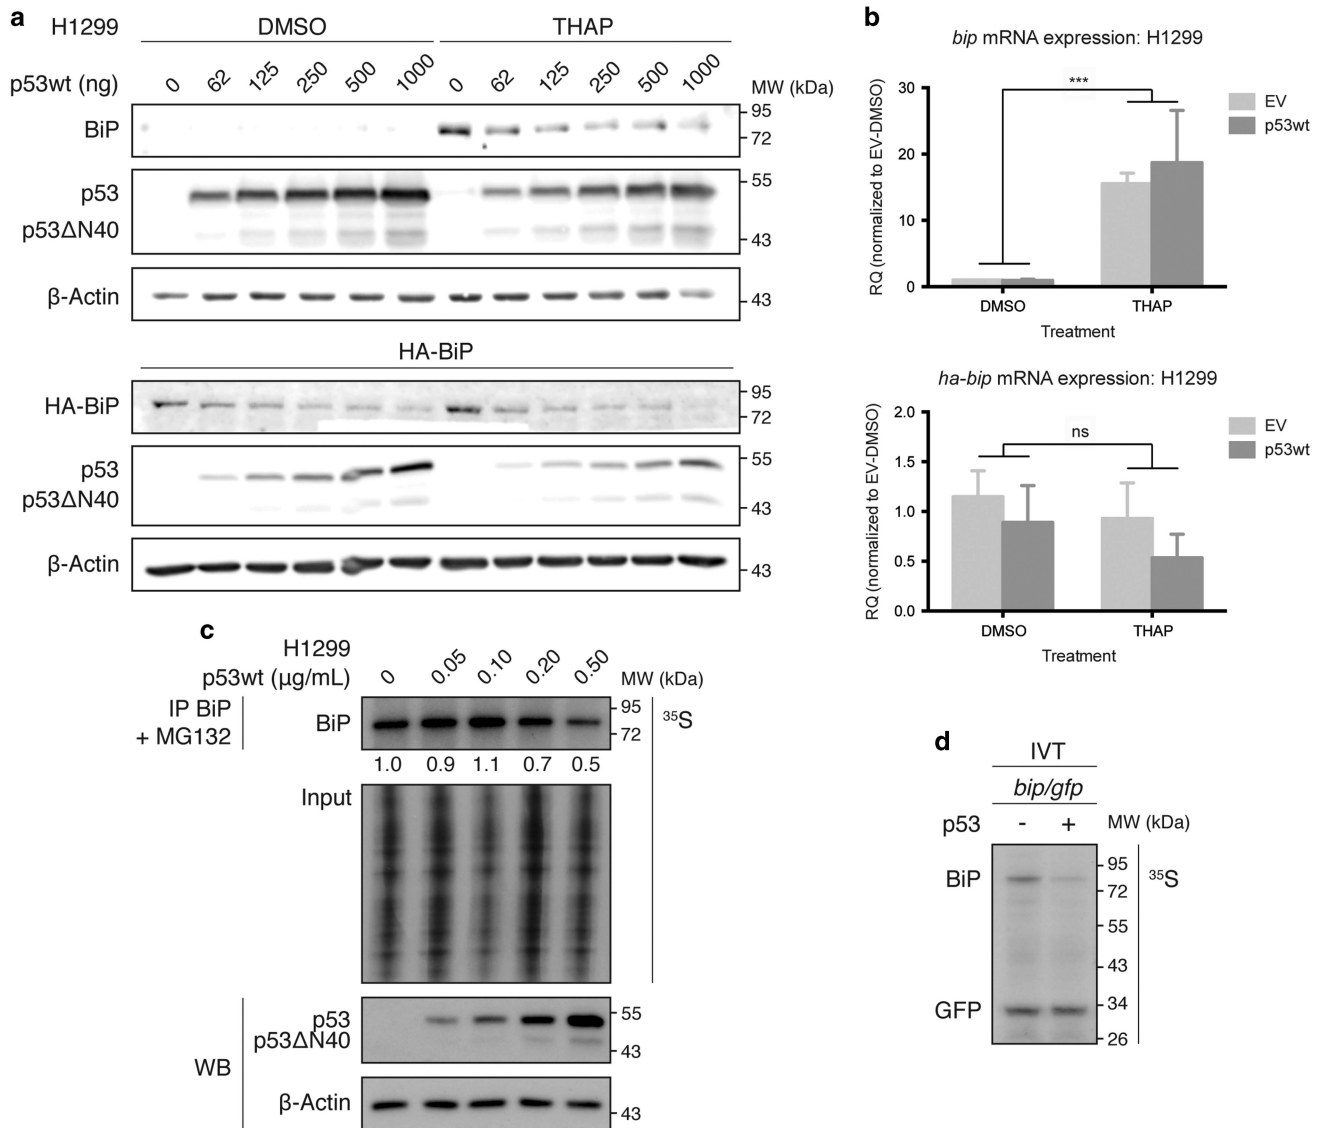 a
H1299 DMSO THAP
p53wt (ng) 0 62 125 250 500 1000 0 62 125 250 500 1000 MW (kDa)
BiP 95
72
p53 55
p53ΔN40 43
β-Actin 43
HA-BiP
HA-BiP 95
72
p53 55
p53ΔN40 43
β-Actin 43
b
bip mRNA expression: H1299
RQ (normalized to EV-DMSO)
30
20
10
0
***
EV
p53wt
DMSO THAP
Treatment
ha-bip mRNA expression: H1299
RQ (normalized to EV-DMSO)
2.0
1.5
1.0
0.5
0.0
ns
EV
p53wt
DMSO THAP
Treatment
c
H1299
p53wt (μg/mL) 0 0.05 0.10 0.20 0.50 MW (kDa)
IP BiP
+ MG132
BiP 95
72
35S
1.0 0.9 1.1 0.7 0.5
Input
WB
p53 55
p53ΔN40 43
β-Actin 43
d
IVT
bip/gfp
p53 - + MW (kDa)
BiP 95
72
35S
55
43
GFP 34
26